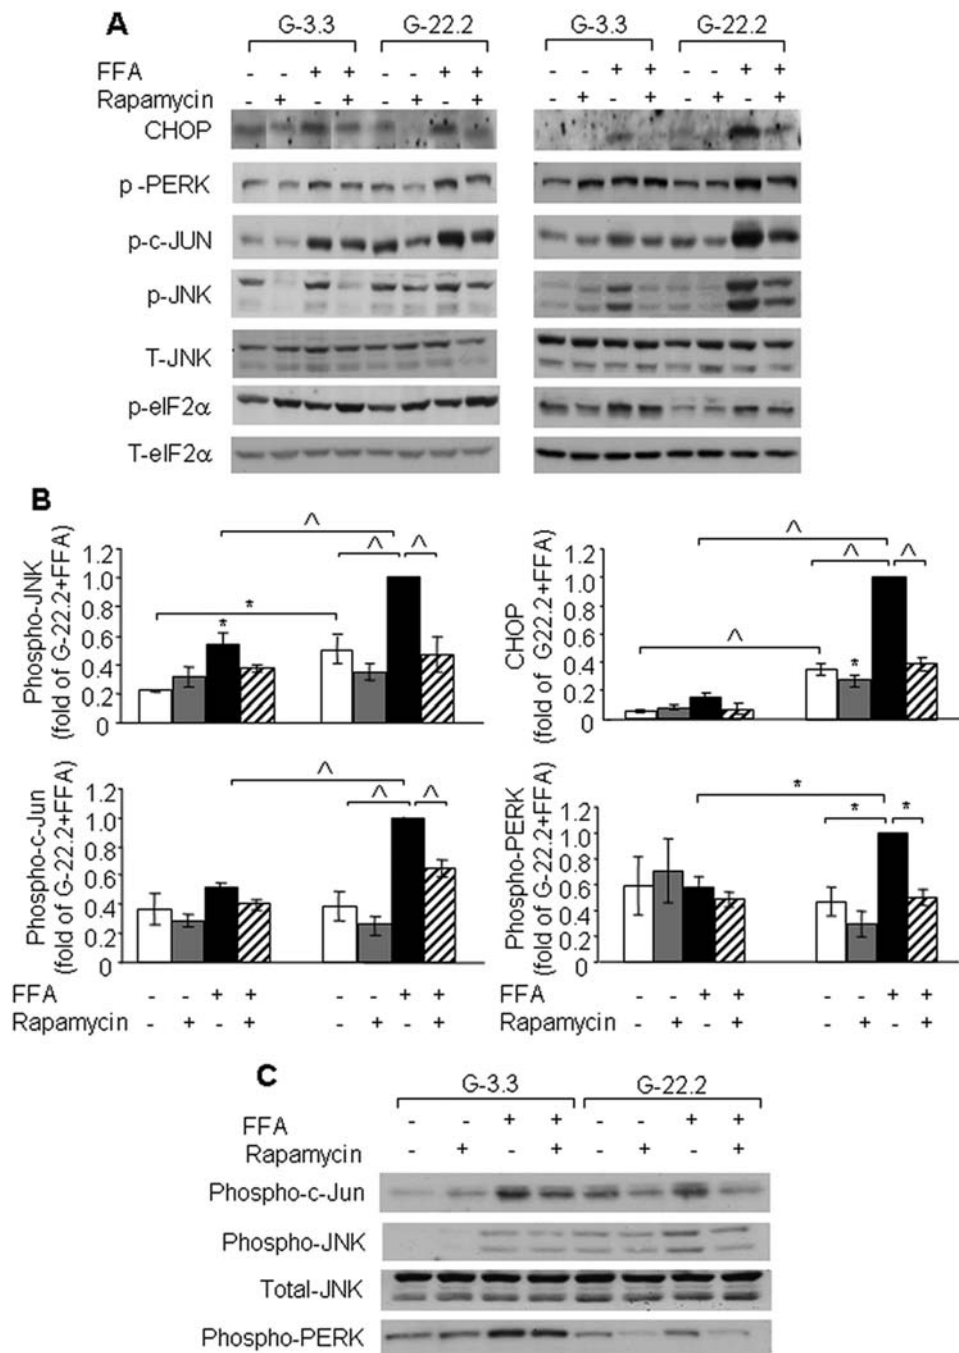 A
G-3.3 G-22.2 G-3.3 G-22.2
FFA - - + + - - + + - - + + - - + +
Rapamycin - + - + - + - + - + - + - + - +
CHOP
p-PERK
p-c-JUN
p-JNK
T-JNK
p-eIF2α
T-eIF2α
B
Phospho-JNK
(fold of G-22.2+FFA)
1.2
1.0
0.8
0.6
0.4
0.2
0
^
^ ^
*
*
CHOP
(fold of G22.2+FFA)
1.2
1.0
0.8
0.6
0.4
0.2
0
^
^ ^
^
*
Phospho-c-Jun
(fold of G-22.2+FFA)
1.2
1.0
0.8
0.6
0.4
0.2
0
^
^ ^
Phospho-PERK
(fold of G-22.2+FFA)
1.2
1.0
0.8
0.6
0.4
0.2
0
*
* *
FFA - - + + - - + + FFA - - + + - - + +
Rapamycin - + - + - + - + Rapamycin - + - + - + - +
C
G-3.3 G-22.2
FFA - - + + - - + +
Rapamycin - + - + - + - +
Phospho-c-Jun
Phospho-JNK
Total-JNK
Phospho-PERK